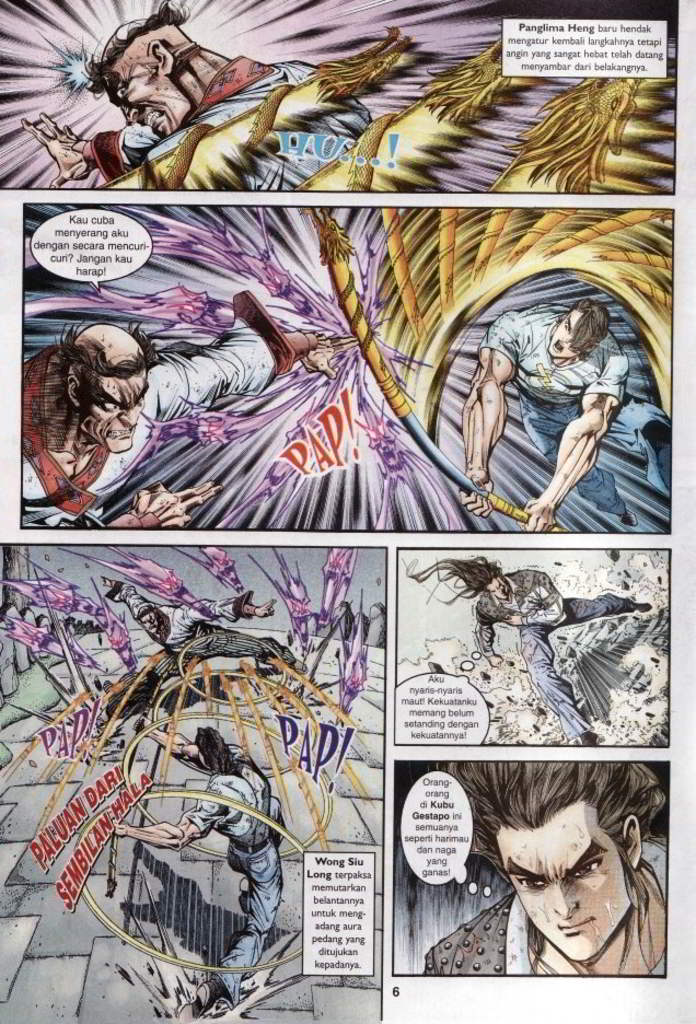 Panglima Heng baru hendak
mengatur kembali langkahnya tetapi
angin yang sangat hebat telah datang
menyambar dari belakangnya.
HU...!
Kau cuba
menyerang aku
dengan secara mencuri-
curi? Jangan kau
harap!
PAP!
PAP!
PAP!
PALUAN DARI
SEMBILAN HALA
Wong Siu
Long terpaksa
memutarkan
belantannya
untuk meng-
adang aura
pedang yang
ditujukan
kepadanya.
Aku
nyaris-nyaris
maut! Kekuatanku
memang belum
setanding dengan
kekuatannya!
Orang-
orang
di Kubu
Gestapo ini
semuanya
seperti harimau
dan naga
yang
ganas!
6